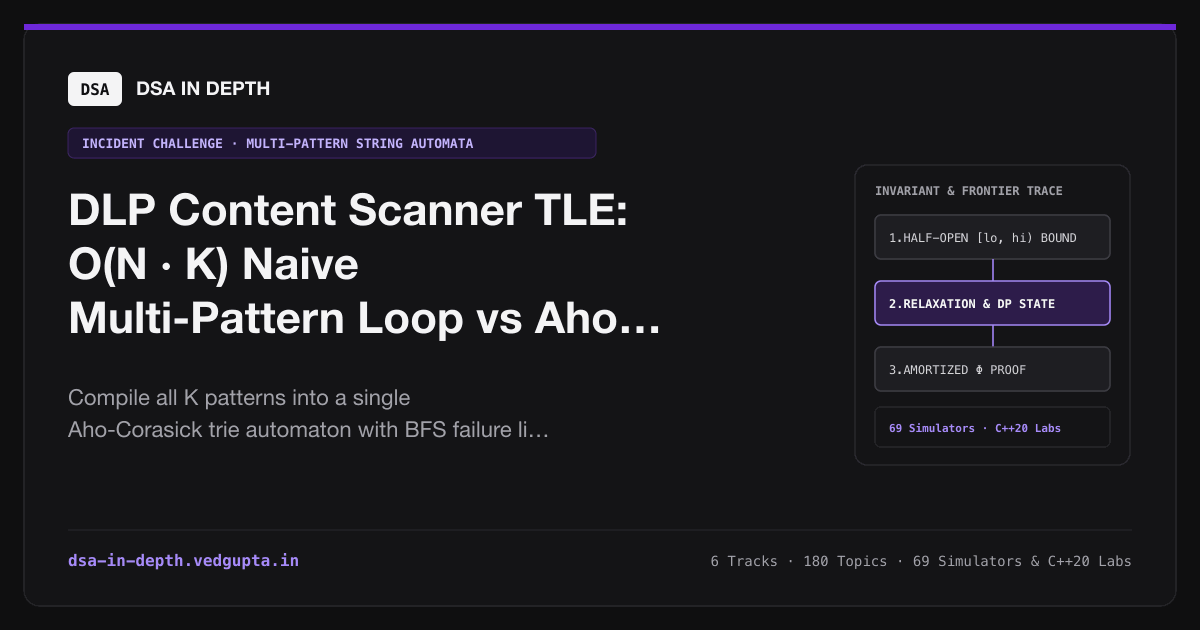 DSA
DSA IN DEPTH
INCIDENT CHALLENGE · MULTI-PATTERN STRING AUTOMATA
DLP Content Scanner TLE:
O(N · K) Naive
Multi-Pattern Loop vs Aho…
Compile all K patterns into a single
Aho-Corasick trie automaton with BFS failure li…
INVARIANT & FRONTIER TRACE
1.HALF-OPEN [lo, hi) BOUND
2.RELAXATION & DP STATE
3.AMORTIZED Φ PROOF
69 Simulators · C++20 Labs
dsa-in-depth.vedgupta.in
6 Tracks · 180 Topics · 69 Simulators & C++20 Labs